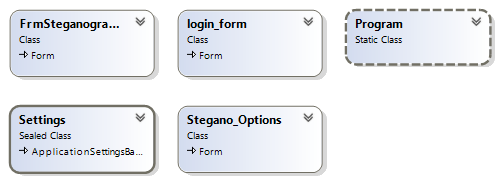 FrmSteganogra...
Class
Form
login_form
Class
Form
Program
Static Class
Settings
Sealed Class
ApplicationSettingsBa...
Stegano_Options
Class
Form